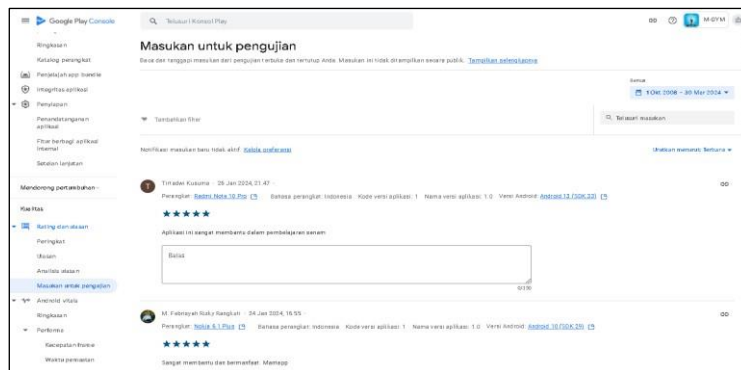 Google Play Console
Telusuri Konsol Play
M-GYM
Ringkasan
Katalog perangkat
Penjelajah app bundle
Integritas aplikasi
Penyiapan
Penandatanganan
aplikasi
Fitur berbagi aplikasi
internal
Setelan lanjutan
Mendorong pertumbuhan
Kualitas
Rating dan ulasan
Peringkat
Ulasan
Analisis ulasan
Masukan untuk pengujian
Android vitals
Ringkasan
Performa
Kecepatan frame
Waktu pemuatan
Masukan untuk pengujian
Baca dan tanggapi masukan dari pengujian terbuka dan tertutup Anda. Masukan ini tidak ditampilkan secara publik. Tampilkan selengkapnya
1 Okt 2008 – 30 Mar 2024
Tambahkan filter
Telusuri masukan
Notifikasi masukan baru tidak aktif. Kelola preferensi
Urutkan menurut: Terbaru
T
Tirtadwi Kusuma · 26 Jan 2024, 21.47
Perangkat: Redmi Note 10 Pro Bahasa perangkat: Indonesia Kode versi aplikasi: 1 Nama versi aplikasi: 1.0 Versi Android: Android 13 (SDK 33)
Aplikasi ini sangat membantu dalam pembelajaran senam
Balas
0/350
M. Febriayeh Rizky Rangkuti · 24 Jan 2024, 16.55
Perangkat: Nokia 6.1 Plus Bahasa perangkat: Indonesia Kode versi aplikasi: 1 Nama versi aplikasi: 1.0 Versi Android: Android 10 (SDK 29)
Sangat membantu dan bermanfaat. Mantapp